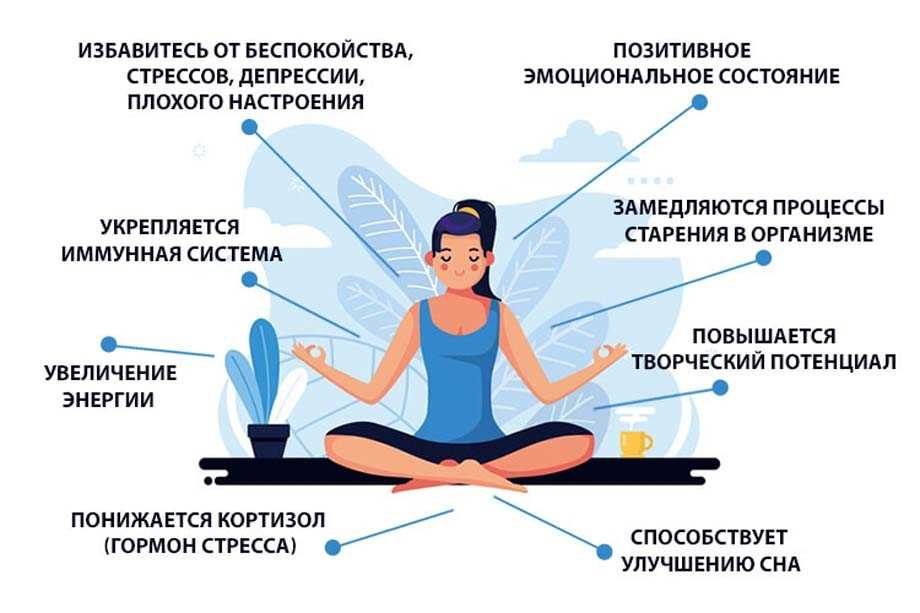 ИЗБАВИТЕСЬ ОТ БЕСПОКОЙСТВА,
СТРЕССОВ, ДЕПРЕССИИ,
ПЛОХОГО НАСТРОЕНИЯ
ПОЗИТИВНОЕ
ЭМОЦИОНАЛЬНОЕ СОСТОЯНИЕ
УКРЕПЛЯЕТСЯ
ИММУННАЯ СИСТЕМА
ЗАМЕДЛЯЮТСЯ ПРОЦЕССЫ
СТАРЕНИЯ В ОРГАНИЗМЕ
УВЕЛИЧЕНИЕ
ЭНЕРГИИ
ПОВЫШАЕТСЯ
ТВОРЧЕСКИЙ ПОТЕНЦИАЛ
ПОНИЖАЕТСЯ КОРТИЗОЛ
(ГОРМОН СТРЕССА)
СПОСОБСТВУЕТ
УЛУЧШЕНИЮ СНА